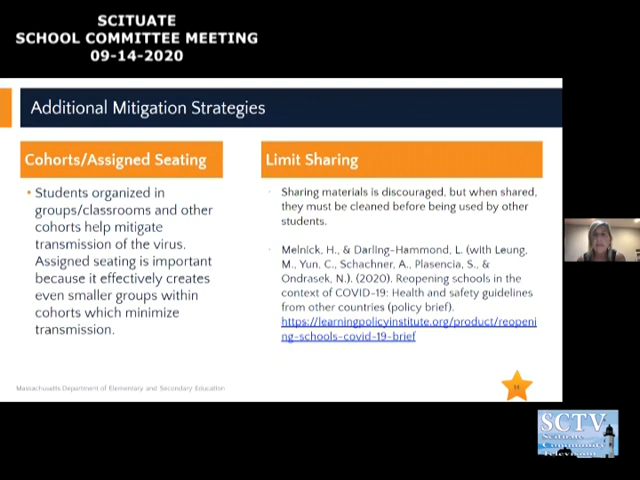 SCITUATE
SCHOOL COMMITTEE MEETING
09-14-2020
Additional Mitigation Strategies
Cohorts/Assigned Seating
• Students organized in
groups/classrooms and other
cohorts help mitigate
transmission of the virus.
Assigned seating is important
because it effectively creates
even smaller groups within
cohorts which minimize
transmission.
Limit Sharing
Sharing materials is discouraged, but when shared,
they must be cleaned before being used by other
students.
Melnick, H., & Darling-Hammond, L. (with Leung,
M., Yun, C., Schachner, A., Plasencia, S., &
Ondrasek, N.). (2020). Reopening schools in the
context of COVID-19: Health and safety guidelines
from other countries (policy brief).
https://learningpolicyinstitute.org/product/reopeni
ng-schools-covid-19-brief
Massachusetts Department of Elementary and Secondary Education
SCTV
Scituate
Community
Television